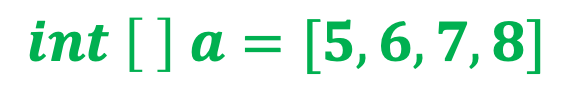 int [ ] a = [5, 6, 7, 8]